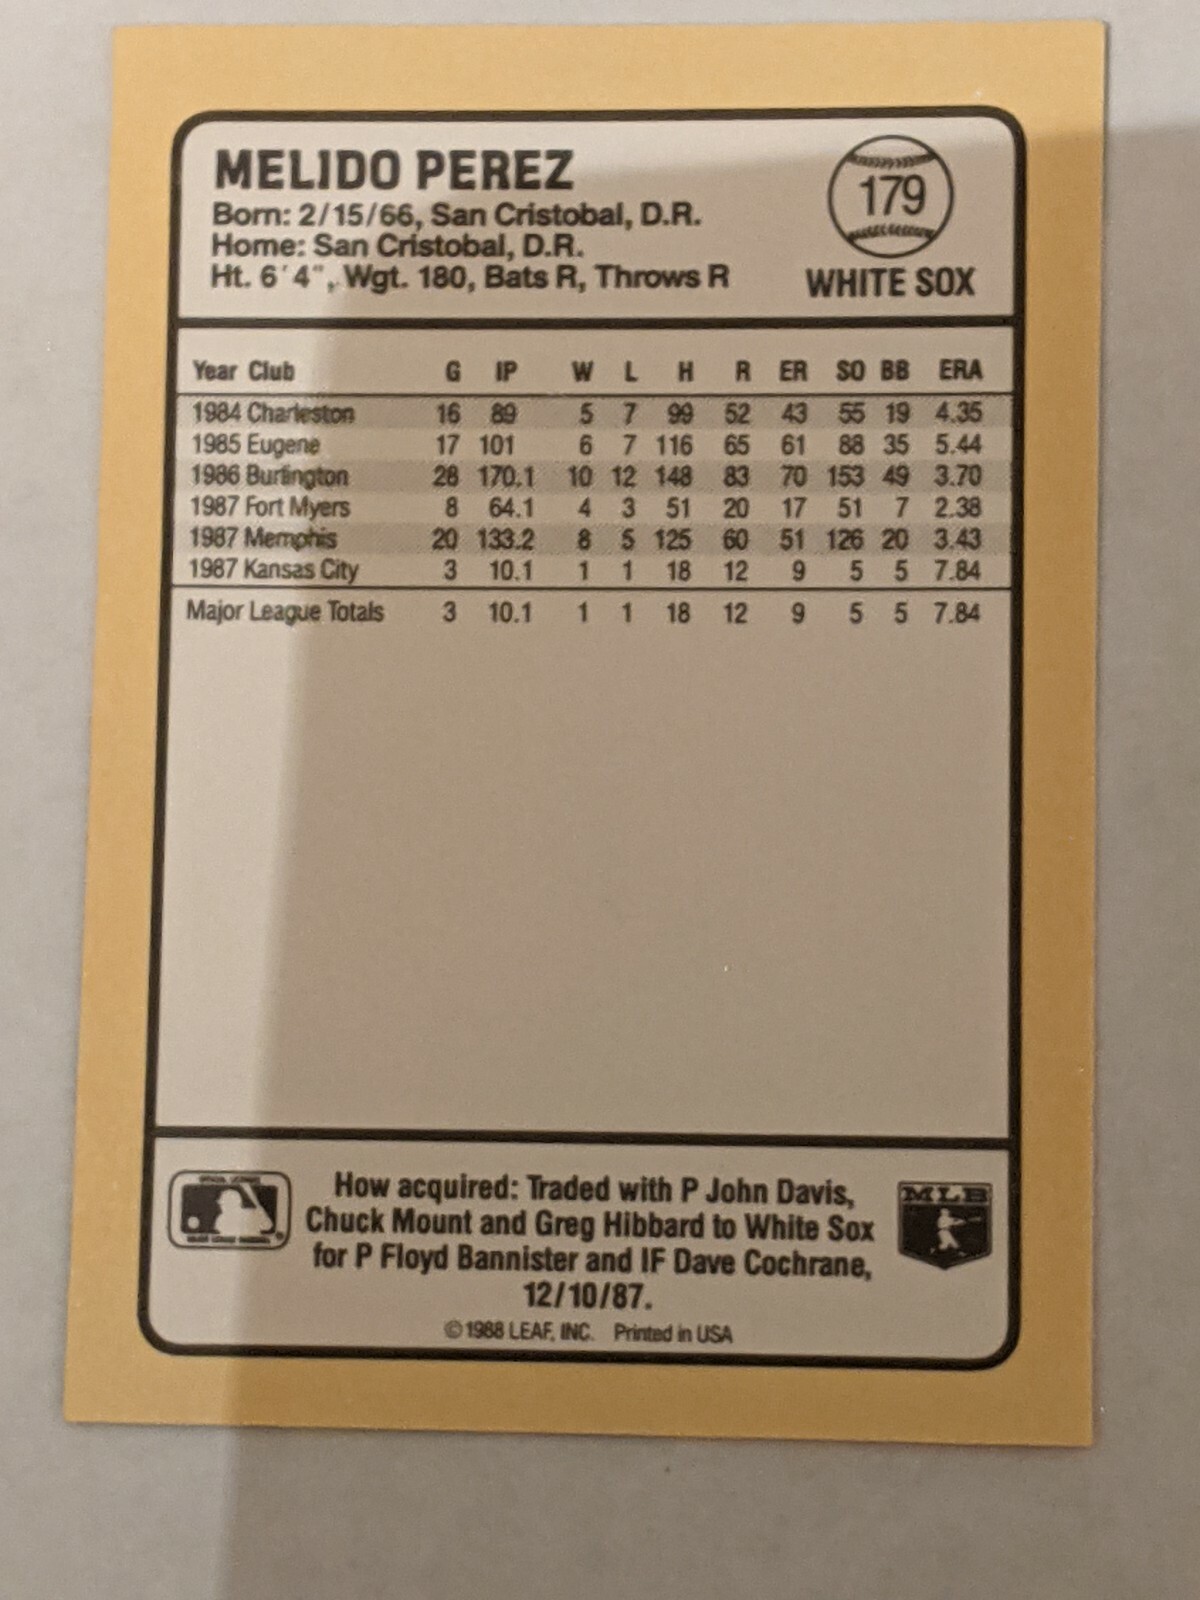 MELIDO PEREZ
Born: 2/15/66, San Cristobal, D.R.
Home: San Cristobal, D.R.
Ht. 6'4", Wgt. 180, Bats R, Throws R
179
WHITE SOX
Year Club G IP W L H R ER SO BB ERA
1984 Charleston 16 89 5 7 99 52 43 55 19 4.35
1985 Eugene 17 101 6 7 116 65 61 88 35 5.44
1986 Burlington 28 170.1 10 12 148 83 70 153 49 3.70
1987 Fort Myers 8 64.1 4 3 51 20 17 51 7 2.38
1987 Memphis 20 133.2 8 5 125 60 51 126 20 3.43
1987 Kansas City 3 10.1 1 1 18 12 9 5 5 7.84
Major League Totals 3 10.1 1 1 18 12 9 5 5 7.84
How acquired: Traded with P John Davis,
Chuck Mount and Greg Hibbard to White Sox
for P Floyd Bannister and IF Dave Cochrane,
12/10/87.
©1988 LEAF, INC. Printed in USA
MLB